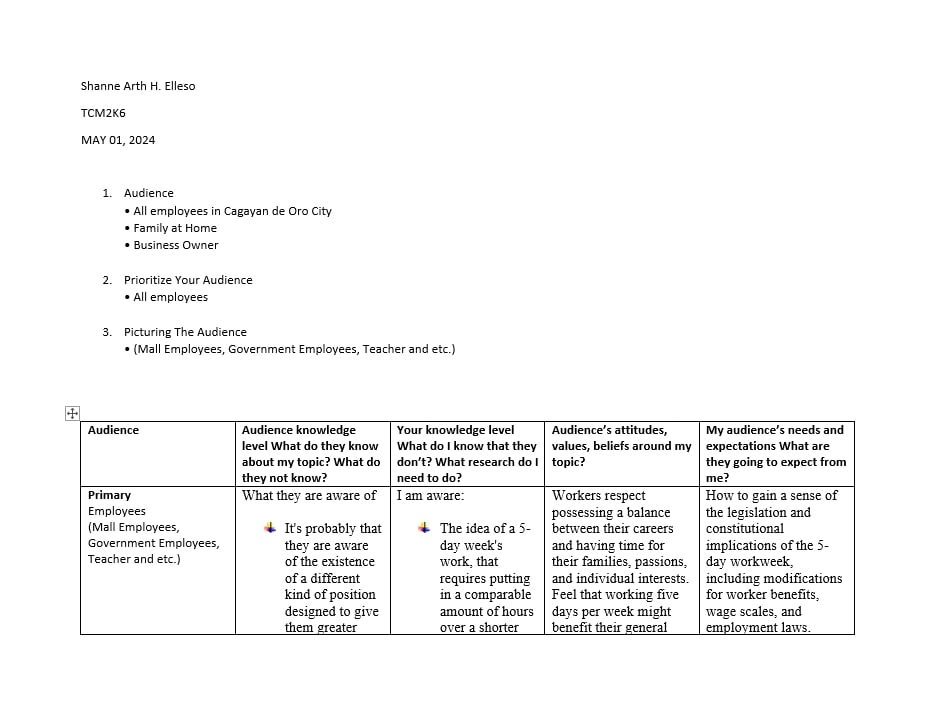 Shanne Arth H. Elleso
TCM2K6
MAY 01, 2024
1. Audience
• All employees in Cagayan de Oro City
• Family at Home
• Business Owner
2. Prioritize Your Audience
• All employees
3. Picturing The Audience
• (Mall Employees, Government Employees, Teacher and etc.)
Audience
Audience knowledge
level What do they know
about my topic? What do
they not know?
Your knowledge level
What do I know that they
don't? What research do I
need to do?
Audience's attitudes,
values, beliefs around my
topic?
My audience's needs and
expectations What are
they going to expect from
me?
Primary
Employees
(Mall Employees,
Government Employees,
Teacher and etc.)
What they are aware of
It's probably that
they are aware
of the existence
of a different
kind of position
designed to give
them greater
I am aware:
The idea of a 5-
day week's
work, that
requires putting
in a comparable
amount of hours
over a shorter
Workers respect
possessing a balance
between their careers
and having time for
their families, passions,
and individual interests.
Feel that working five
days per week might
benefit their general
How to gain a sense of
the legislation and
constitutional
implications of the 5-
day workweek,
including modifications
for worker benefits,
wage scales, and
employment laws.